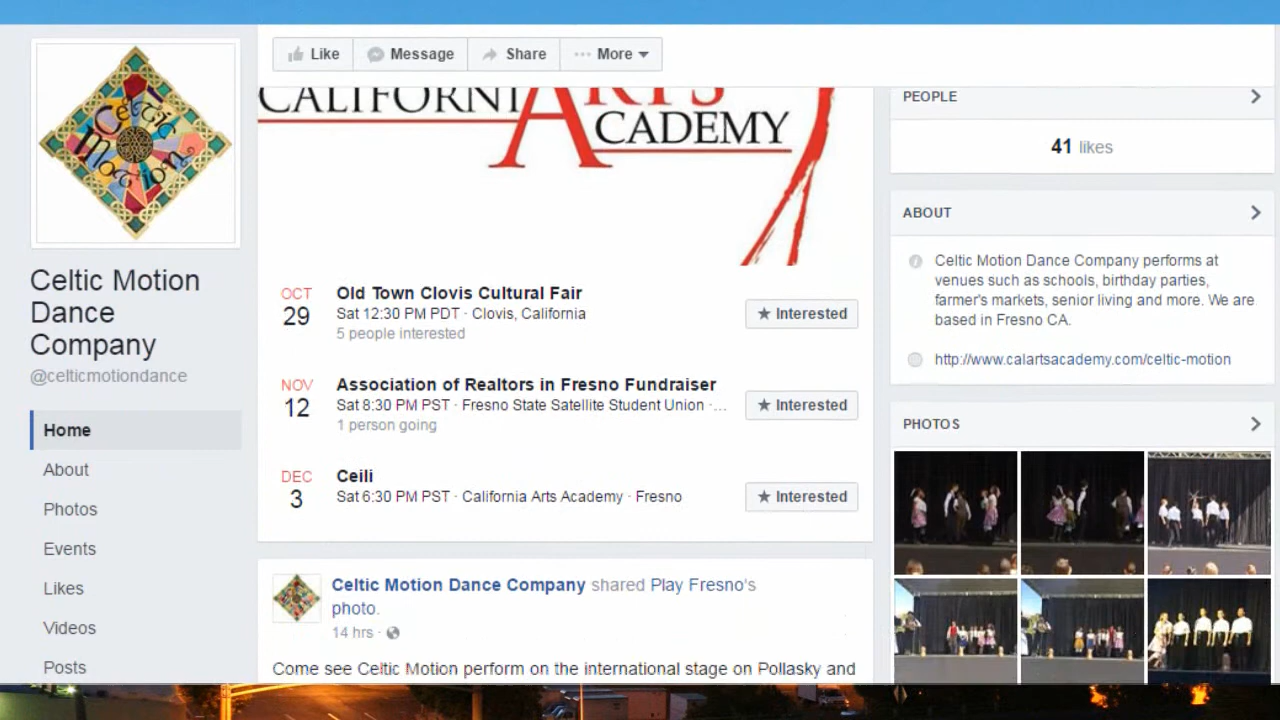 Like
Message
Share
More
Celtic
Motion
Celtic Motion
Dance
Company
@celticmotiondance
Home
About
Photos
Events
Likes
Videos
Posts
CALIFORNIA ARTS
ACADEMY
OCT
29
Old Town Clovis Cultural Fair
Sat 12:30 PM PDT · Clovis, California
5 people interested
★ Interested
NOV
12
Association of Realtors in Fresno Fundraiser
Sat 8:30 PM PST · Fresno State Satellite Student Union ·...
1 person going
★ Interested
DEC
3
Ceili
Sat 6:30 PM PST · California Arts Academy · Fresno
★ Interested
Celtic Motion Dance Company shared Play Fresno's
photo.
14 hrs ·
Come see Celtic Motion perform on the international stage on Pollasky and
PEOPLE
41 likes
ABOUT
Celtic Motion Dance Company performs at
venues such as schools, birthday parties,
farmer's markets, senior living and more. We are
based in Fresno CA.
http://www.calartsacademy.com/celtic-motion
PHOTOS